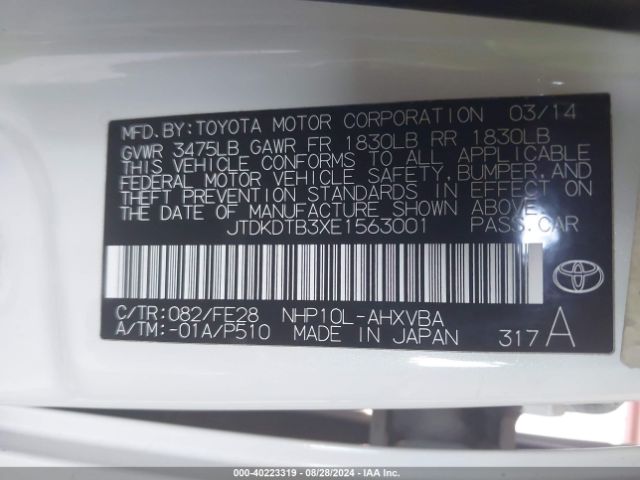 MFD. BY: TOYOTA MOTOR CORPORATION 03/14
GVWR 3475LB GAWR FR 1830LB RR 1830LB
THIS VEHICLE CONFORMS TO ALL APPLICABLE
FEDERAL MOTOR VEHICLE SAFETY, BUMPER, AND
THEFT PREVENTION STANDARDS IN EFFECT ON
THE DATE OF MANUFACTURE SHOWN ABOVE.
JTDKDTB3XE1563001 PASS. CAR
C/TR: 082/FE28 NHP10L-AHXVBA
A/TM: -01A/P510 MADE IN JAPAN 317 A
TOYOTA
000-40223319 / 08/28/2024 - IAA Inc.